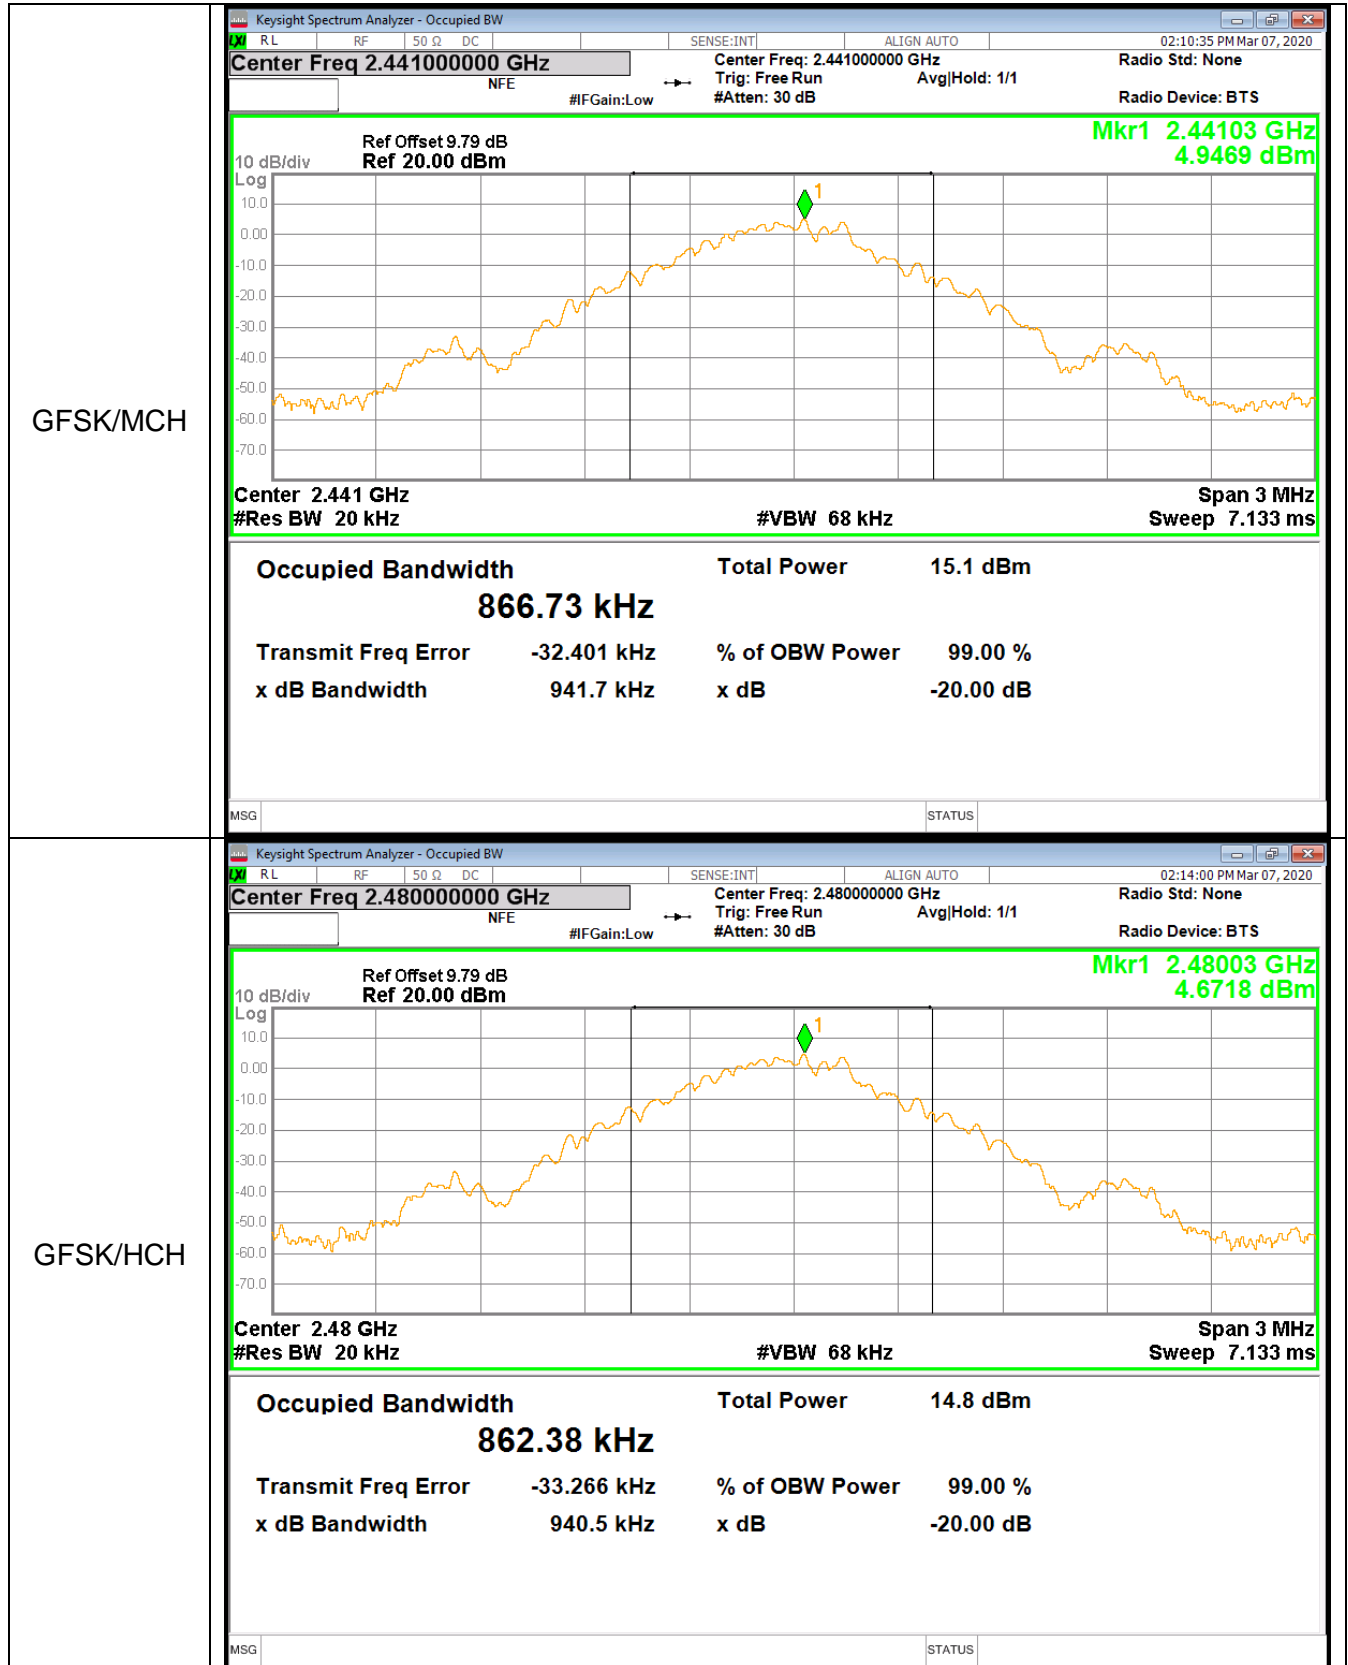 GFSK/MCH
Keysight Spectrum Analyzer - Occupied BW
LXI RL RF 50 Ω DC SENSE:INT ALIGN AUTO 02:10:35 PM Mar 07, 2020
Center Freq 2.441000000 GHz Center Freq: 2.441000000 GHz Radio Std: None
NFE Trig: Free Run Avg|Hold: 1/1
#IFGain:Low #Atten: 30 dB Radio Device: BTS
Mkr1 2.44103 GHz
Ref Offset 9.79 dB 4.9469 dBm
10 dB/div Ref 20.00 dBm
Log
10.0
0.00
-10.0
-20.0
-30.0
-40.0
-50.0
-60.0
-70.0
1
Center 2.441 GHz Span 3 MHz
#Res BW 20 kHz #VBW 68 kHz Sweep 7.133 ms
Occupied Bandwidth Total Power 15.1 dBm
866.73 kHz
Transmit Freq Error -32.401 kHz % of OBW Power 99.00 %
x dB Bandwidth 941.7 kHz x dB -20.00 dB
MSG STATUS
GFSK/HCH
Keysight Spectrum Analyzer - Occupied BW
LXI RL RF 50 Ω DC SENSE:INT ALIGN AUTO 02:14:00 PM Mar 07, 2020
Center Freq 2.480000000 GHz Center Freq: 2.480000000 GHz Radio Std: None
NFE Trig: Free Run Avg|Hold: 1/1
#IFGain:Low #Atten: 30 dB Radio Device: BTS
Mkr1 2.48003 GHz
Ref Offset 9.79 dB 4.6718 dBm
10 dB/div Ref 20.00 dBm
Log
10.0
0.00
-10.0
-20.0
-30.0
-40.0
-50.0
-60.0
-70.0
1
Center 2.48 GHz Span 3 MHz
#Res BW 20 kHz #VBW 68 kHz Sweep 7.133 ms
Occupied Bandwidth Total Power 14.8 dBm
862.38 kHz
Transmit Freq Error -33.266 kHz % of OBW Power 99.00 %
x dB Bandwidth 940.5 kHz x dB -20.00 dB
MSG STATUS